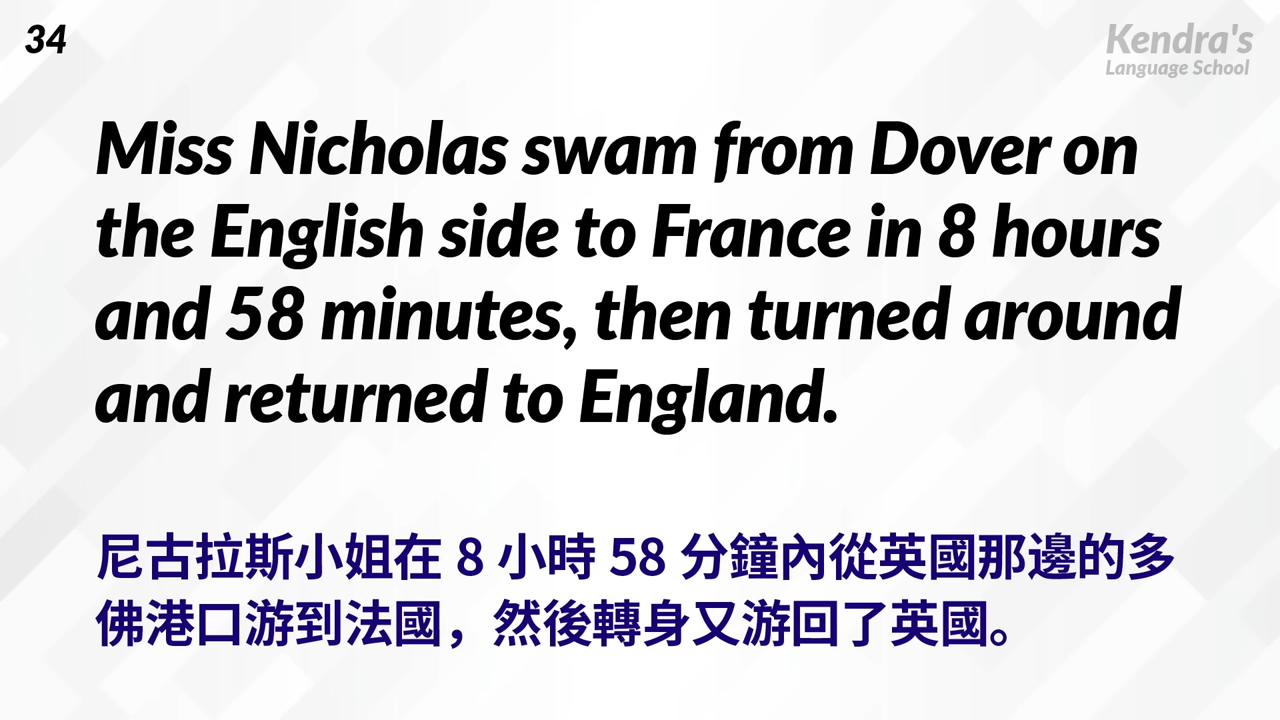 34
Kendra's
Language School
Miss Nicholas swam from Dover on
the English side to France in 8 hours
and 58 minutes, then turned around
and returned to England.
尼古拉斯小姐在 8 小時 58 分鐘內從英國那邊的多
佛港口游到法國，然後轉身又游回了英國。